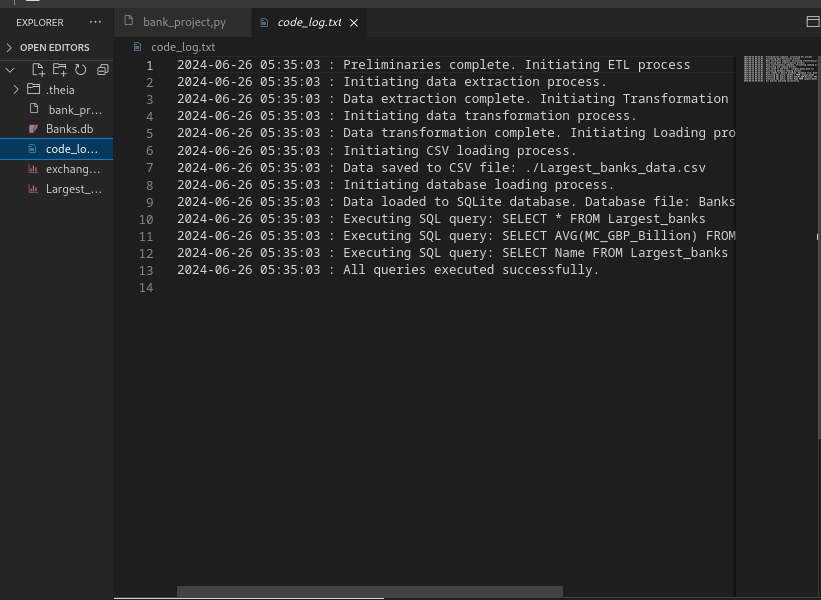 EXPLORER
OPEN EDITORS
.theia
bank_pr...
Banks.db
code_lo...
exchang...
Largest_...
bank_project,py
code_log.txt
code_log.txt
1 2024-06-26 05:35:03 : Preliminaries complete. Initiating ETL process
2 2024-06-26 05:35:03 : Initiating data extraction process.
3 2024-06-26 05:35:03 : Data extraction complete. Initiating Transformation
4 2024-06-26 05:35:03 : Initiating data transformation process.
5 2024-06-26 05:35:03 : Data transformation complete. Initiating Loading pro
6 2024-06-26 05:35:03 : Initiating CSV loading process.
7 2024-06-26 05:35:03 : Data saved to CSV file: ./Largest_banks_data.csv
8 2024-06-26 05:35:03 : Initiating database loading process.
9 2024-06-26 05:35:03 : Data loaded to SQLite database. Database file: Banks
10 2024-06-26 05:35:03 : Executing SQL query: SELECT * FROM Largest_banks
11 2024-06-26 05:35:03 : Executing SQL query: SELECT AVG(MC_GBP_Billion) FROM
12 2024-06-26 05:35:03 : Executing SQL query: SELECT Name FROM Largest_banks
13 2024-06-26 05:35:03 : All queries executed successfully.
14